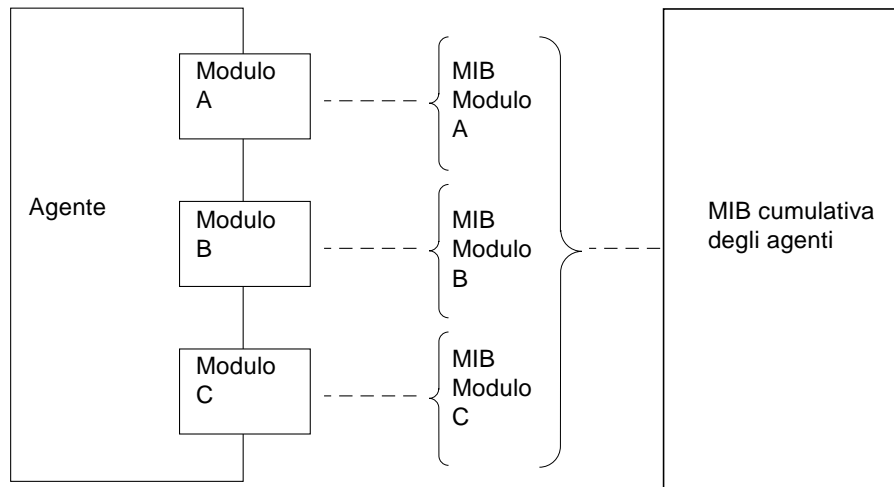 Modulo
A
MIB
Modulo
A
Agente
Modulo
B
MIB
Modulo
B
MIB cumulativa
degli agenti
Modulo
C
MIB
Modulo
C